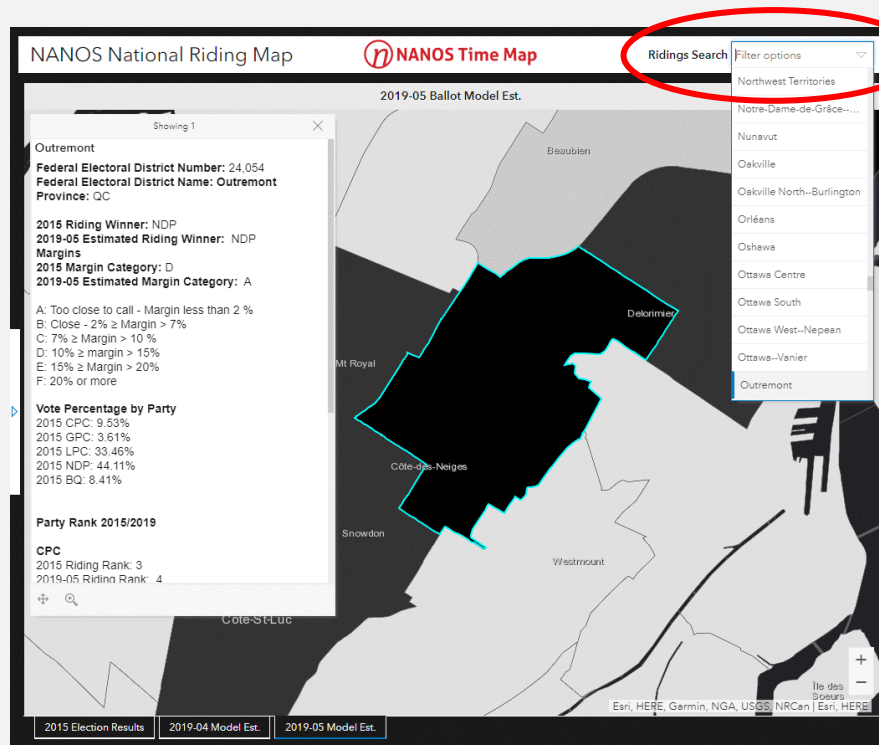 NANOS National Riding Map
n NANOS Time Map
Ridings Search
Filter options
Northwest Territories
Notre-Dame-de-Grâce--...
Nunavut
Oakville
Oakville North--Burlington
Orléans
Oshawa
Ottawa Centre
Ottawa South
Ottawa West--Nepean
Ottawa--Vanier
Outremont
2019-05 Ballot Model Est.
Showing 1
Outremont
Federal Electoral District Number: 24,054
Federal Electoral District Name: Outremont
Province: QC
2015 Riding Winner: NDP
2019-05 Estimated Riding Winner: NDP
Margins
2015 Margin Category: D
2019-05 Estimated Margin Category: A
A: Too close to call - Margin less than 2 %
B: Close - 2% ≥ Margin > 7%
C: 7% ≥ Margin > 10 %
D: 10% ≥ margin > 15%
E: 15% ≥ Margin > 20%
F: 20% or more
Vote Percentage by Party
2015 CPC: 9.53%
2015 GPC: 3.61%
2015 LPC: 33.46%
2015 NDP: 44.11%
2015 BQ: 8.41%
Party Rank 2015/2019
CPC
2015 Riding Rank: 3
2019-05 Riding Rank: 4
Beaubien
Delorimier
Mt Royal
Côte-des-Neiges
Snowdon
Westmount
Cote-St-Luc
Île des
Soeurs
+
−
Esri, HERE, Garmin, NGA, USGS, NRCan | Esri, HERE
2015 Election Results
2019-04 Model Est.
2019-05 Model Est.